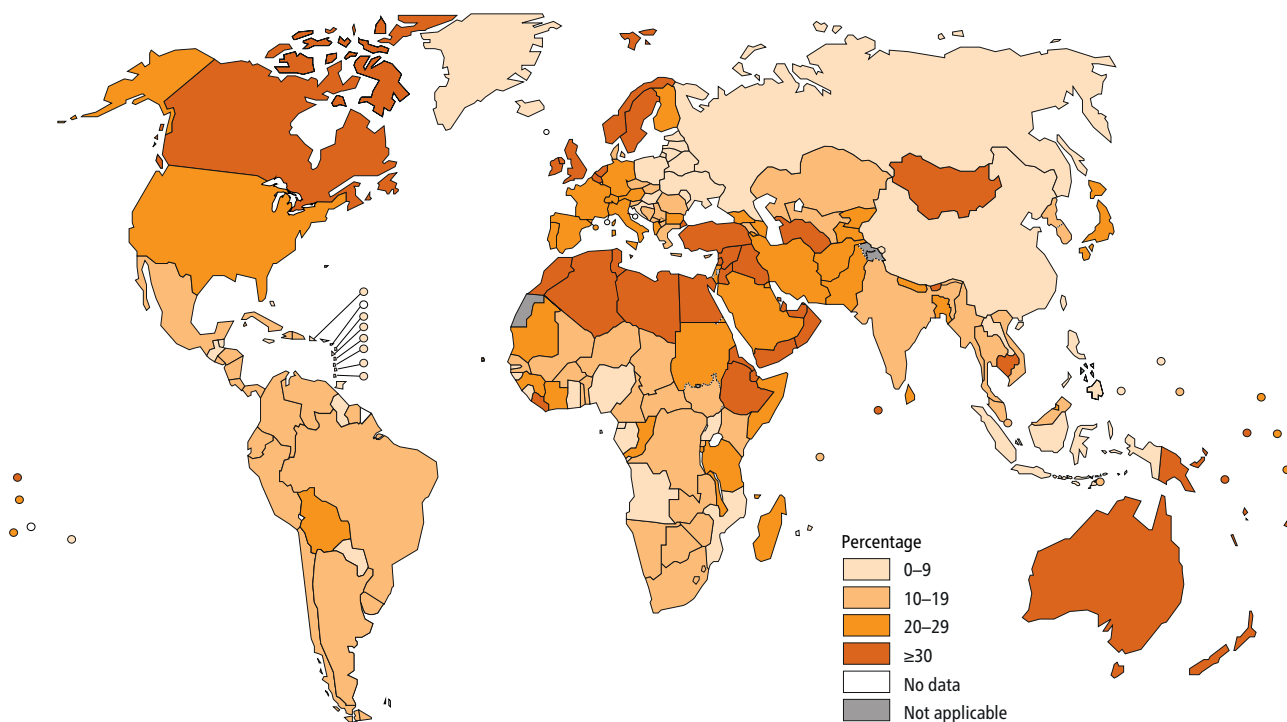 Percentage
0–9
10–19
20–29
≥30
No data
Not applicable